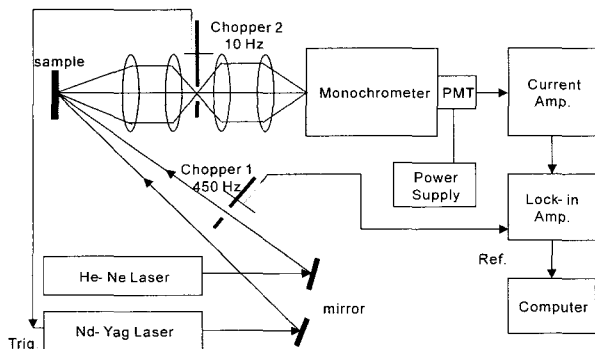 Chopper 2
10 Hz
sample
Monochrometer
PMT
Current
Amp.
Chopper 1
450 Hz
Power
Supply
Lock- in
Amp.
Ref.
He- Ne Laser
mirror
Computer
Nd- Yag Laser
Trig.